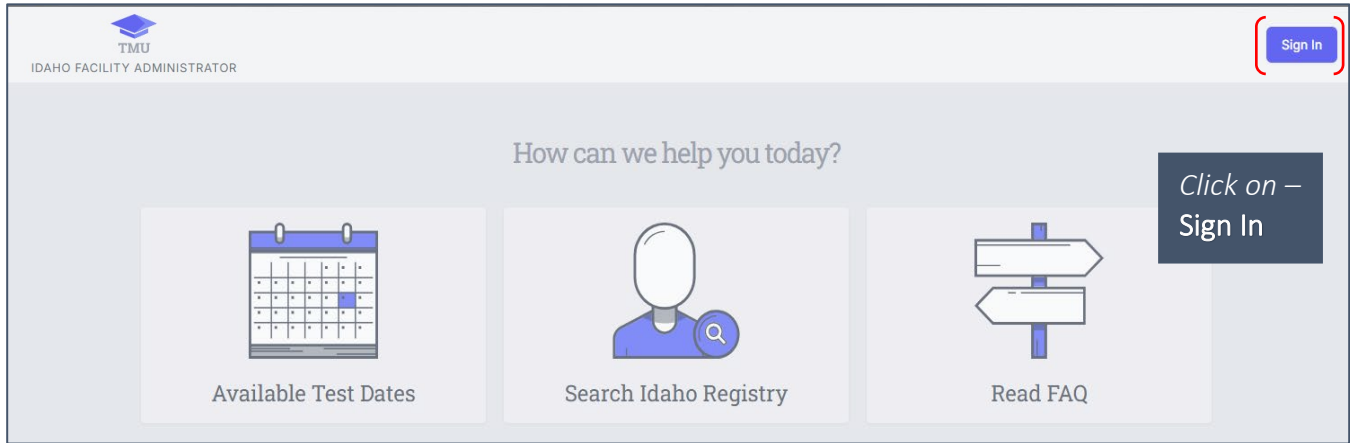 TMU
IDAHO FACILITY ADMINISTRATOR
Sign In
How can we help you today?
Click on –
Sign In
Available Test Dates
Search Idaho Registry
Read FAQ